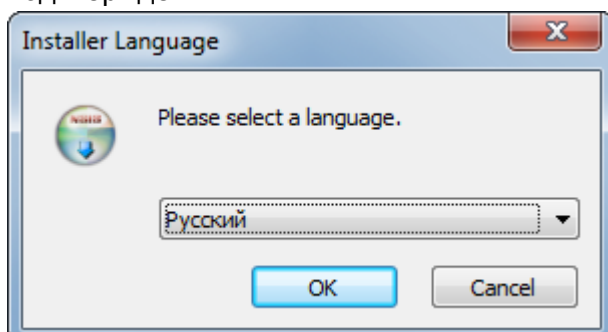 Installer Language
Please select a language.
Русский
OK
Cancel